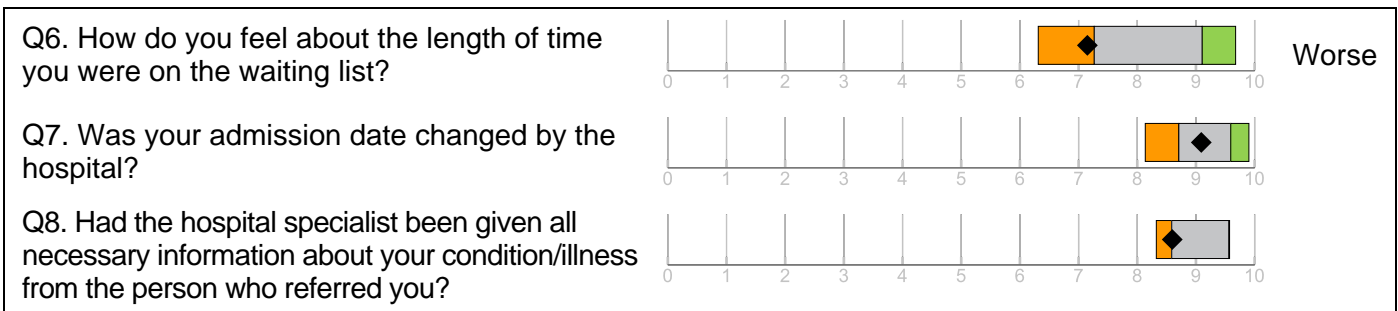 Q6. How do you feel about the length of time
you were on the waiting list?
0 1 2 3 4 5 6 7 8 9 10
Worse
Q7. Was your admission date changed by the
hospital?
0 1 2 3 4 5 6 7 8 9 10
Q8. Had the hospital specialist been given all
necessary information about your condition/illness
from the person who referred you?
0 1 2 3 4 5 6 7 8 9 10